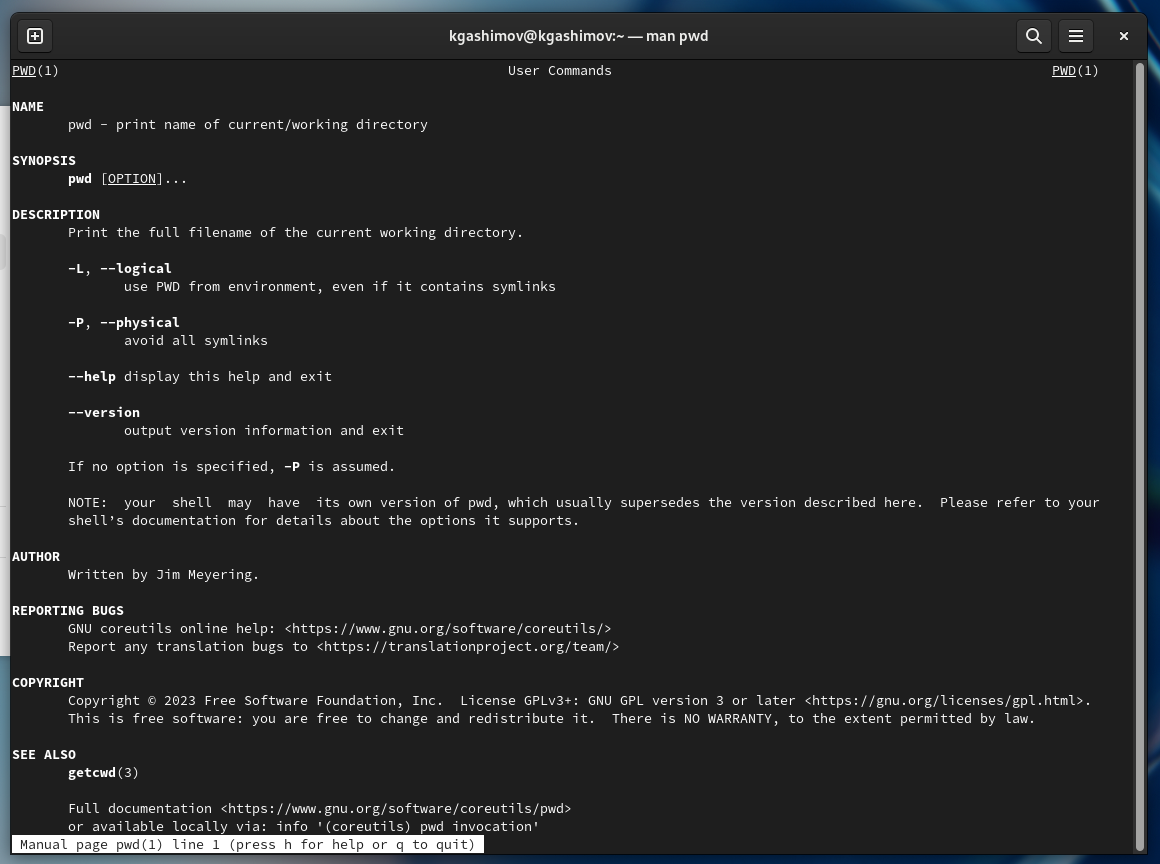 kgashimov@kgashimov:~ — man pwd
PWD(1) User Commands PWD(1)
NAME
pwd - print name of current/working directory
SYNOPSIS
pwd [OPTION]...
DESCRIPTION
Print the full filename of the current working directory.
-L, --logical
use PWD from environment, even if it contains symlinks
-P, --physical
avoid all symlinks
--help display this help and exit
--version
output version information and exit
If no option is specified, -P is assumed.
NOTE: your shell may have its own version of pwd, which usually supersedes the version described here. Please refer to your
shell’s documentation for details about the options it supports.
AUTHOR
Written by Jim Meyering.
REPORTING BUGS
GNU coreutils online help: <https://www.gnu.org/software/coreutils/>
Report any translation bugs to <https://translationproject.org/team/>
COPYRIGHT
Copyright © 2023 Free Software Foundation, Inc. License GPLv3+: GNU GPL version 3 or later <https://gnu.org/licenses/gpl.html>.
This is free software: you are free to change and redistribute it. There is NO WARRANTY, to the extent permitted by law.
SEE ALSO
getcwd(3)
Full documentation <https://www.gnu.org/software/coreutils/pwd>
or available locally via: info '(coreutils) pwd invocation'
Manual page pwd(1) line 1 (press h for help or q to quit)